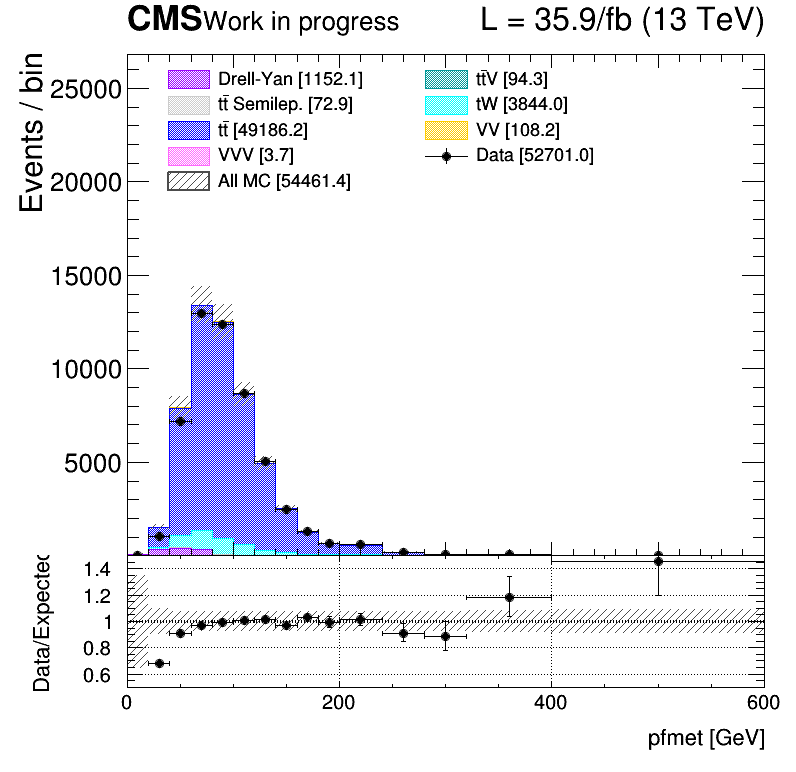 CMS Work in progress L = 35.9/fb (13 TeV)
Events / bin
25000
20000
15000
10000
5000
Drell-Yan [1152.1]
tt̄ Semilep. [72.9]
tt̄ [49186.2]
VVV [3.7]
All MC [54461.4]
tt̄V [94.3]
tW [3844.0]
VV [108.2]
Data [52701.0]
Data/Expected
1.4
1.2
1
0.8
0.6
0 200 400 600
pfmet [GeV]